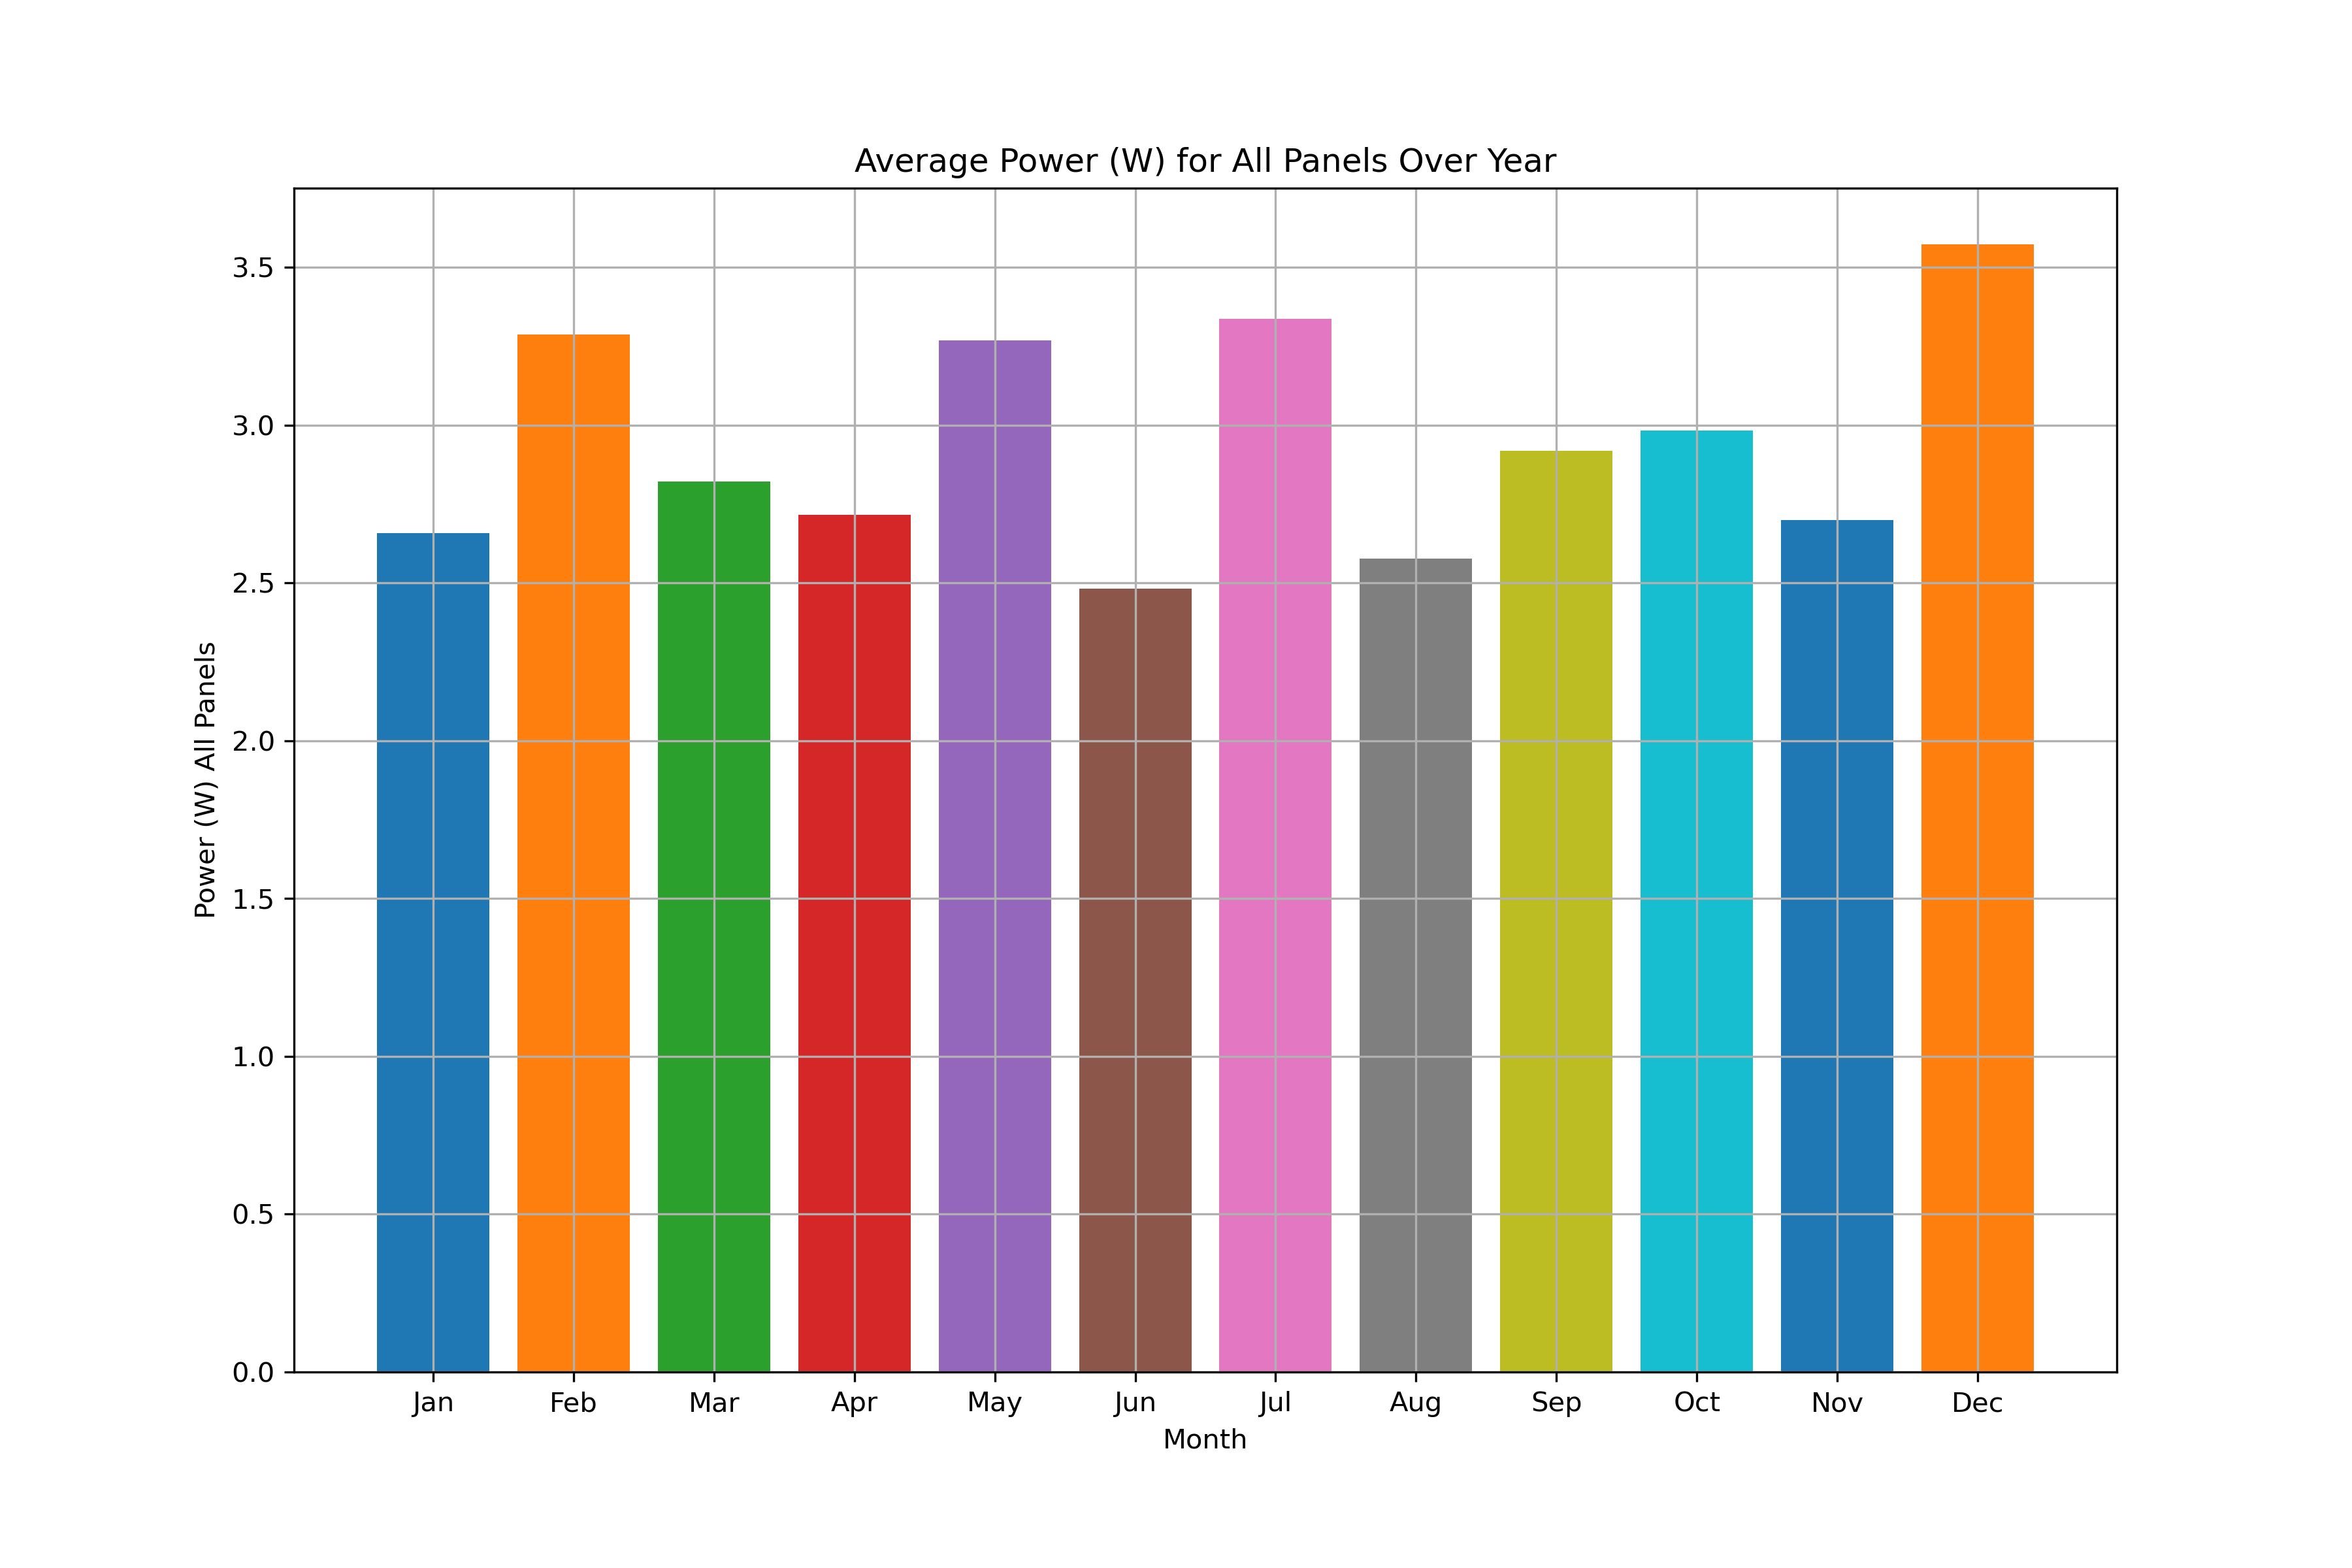 Average Power (W) for All Panels Over Year
Power (W) All Panels
3.5
3.0
2.5
2.0
1.5
1.0
0.5
0.0
Jan Feb Mar Apr May Jun Jul Aug Sep Oct Nov Dec
Month